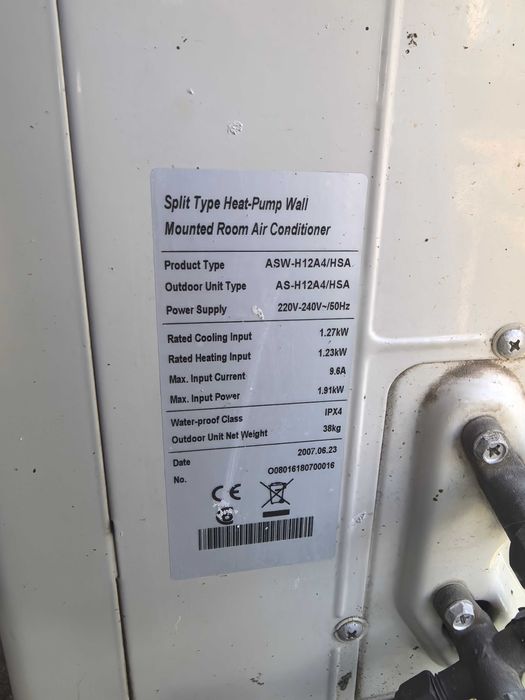 Split Type Heat-Pump Wall
Mounted Room Air Conditioner
Product Type ASW-H12A4/HSA
Outdoor Unit Type AS-H12A4/HSA
Power Supply 220V-240V~/50Hz
Rated Cooling Input 1.27kW
Rated Heating Input 1.23kW
Max. Input Current 9.6A
Max. Input Power 1.91kW
Water-proof Class IPX4
Outdoor Unit Net Weight 38kg
Date 2007.06.23
No. O08016180700016
CE